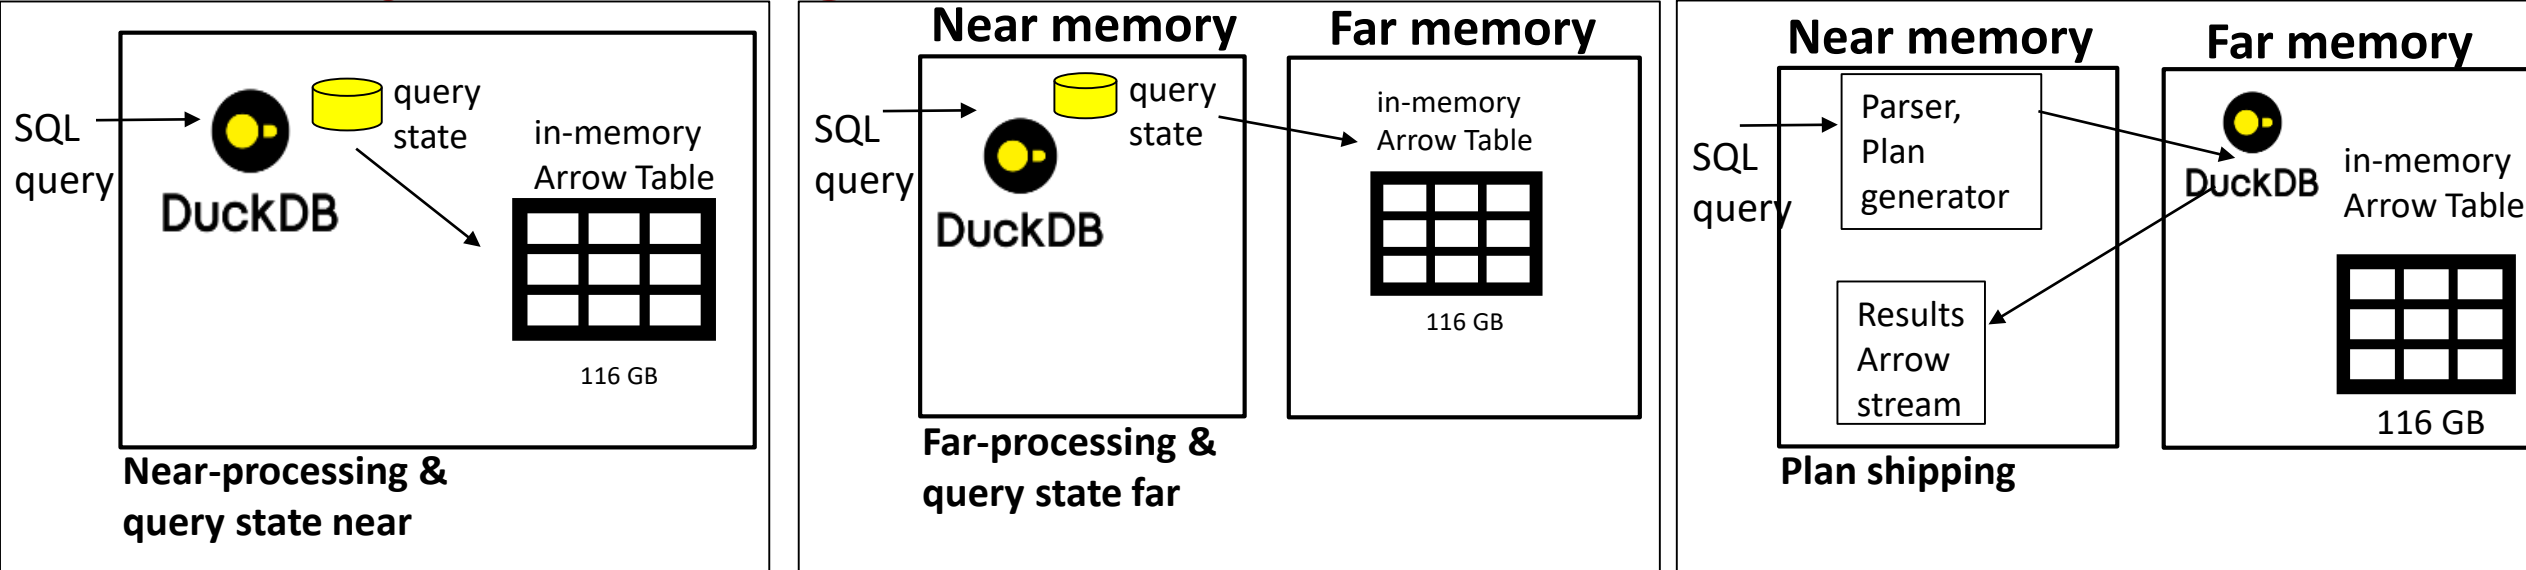 SQL
query
DuckDB
query
state
in-memory
Arrow Table
116 GB
Near-processing &
query state near
Near memory
Far memory
SQL
query
DuckDB
query
state
in-memory
Arrow Table
116 GB
Far-processing &
query state far
Near memory
Far memory
SQL
query
Parser,
Plan
generator
DuckDB
in-memory
Arrow Table
116 GB
Results
Arrow
stream
Plan shipping